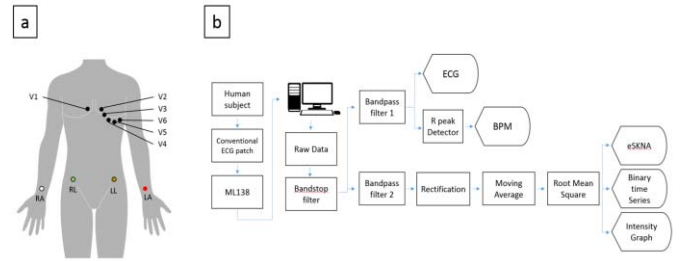 a
b
V1
V2
V3
V6
V5
V4
RA
RL
LL
LA
Human
subject
Conventional
ECG patch
ML138
Raw Data
Bandstop
filter
Bandpass
filter 1
ECG
R peak
Detector
BPM
Bandpass
filter 2
Rectification
Moving
Average
Root Mean
Square
eSKNA
Binary
time
Series
Intensity
Graph